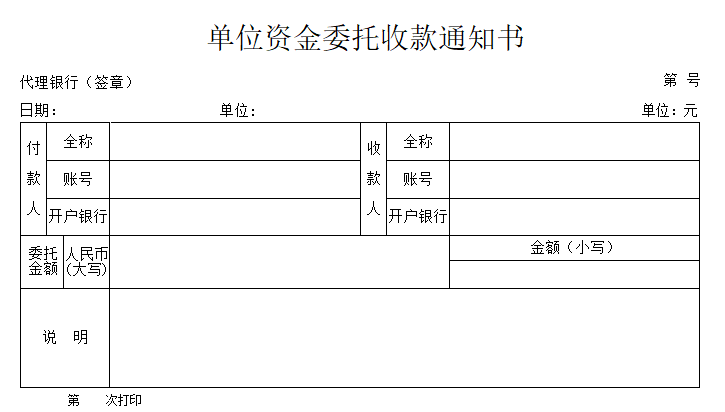 单位资金委托收款通知书
代理银行（签章）
第 号
日期：
单位：
单位：元
付款人
全称
收款人
全称
账号
账号
开户银行
开户银行
委托金额
人民币(大写)
金额（小写）
说 明
第 次打印